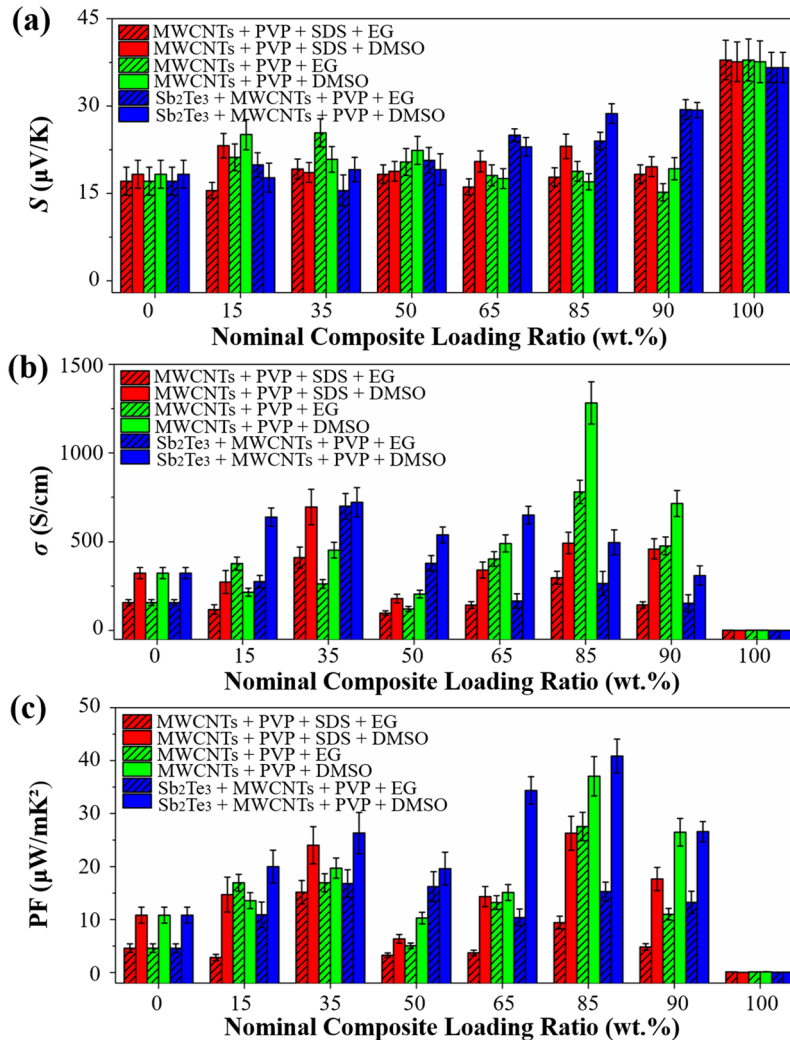 (a)
45
30
15
0
S (μV/K)
MWCNTs + PVP + SDS + EG
MWCNTs + PVP + SDS + DMSO
MWCNTs + PVP + EG
MWCNTs + PVP + DMSO
Sb₂Te₃ + MWCNTs + PVP + EG
Sb₂Te₃ + MWCNTs + PVP + DMSO
0 15 35 50 65 85 90 100
Nominal Composite Loading Ratio (wt.%)
(b)
1500
1000
500
0
σ (S/cm)
MWCNTs + PVP + SDS + EG
MWCNTs + PVP + SDS + DMSO
MWCNTs + PVP + EG
MWCNTs + PVP + DMSO
Sb₂Te₃ + MWCNTs + PVP + EG
Sb₂Te₃ + MWCNTs + PVP + DMSO
0 15 35 50 65 85 90 100
Nominal Composite Loading Ratio (wt.%)
(c)
50
40
30
20
10
0
PF (μW/mK²)
MWCNTs + PVP + SDS + EG
MWCNTs + PVP + SDS + DMSO
MWCNTs + PVP + EG
MWCNTs + PVP + DMSO
Sb₂Te₃ + MWCNTs + PVP + EG
Sb₂Te₃ + MWCNTs + PVP + DMSO
0 15 35 50 65 85 90 100
Nominal Composite Loading Ratio (wt.%)